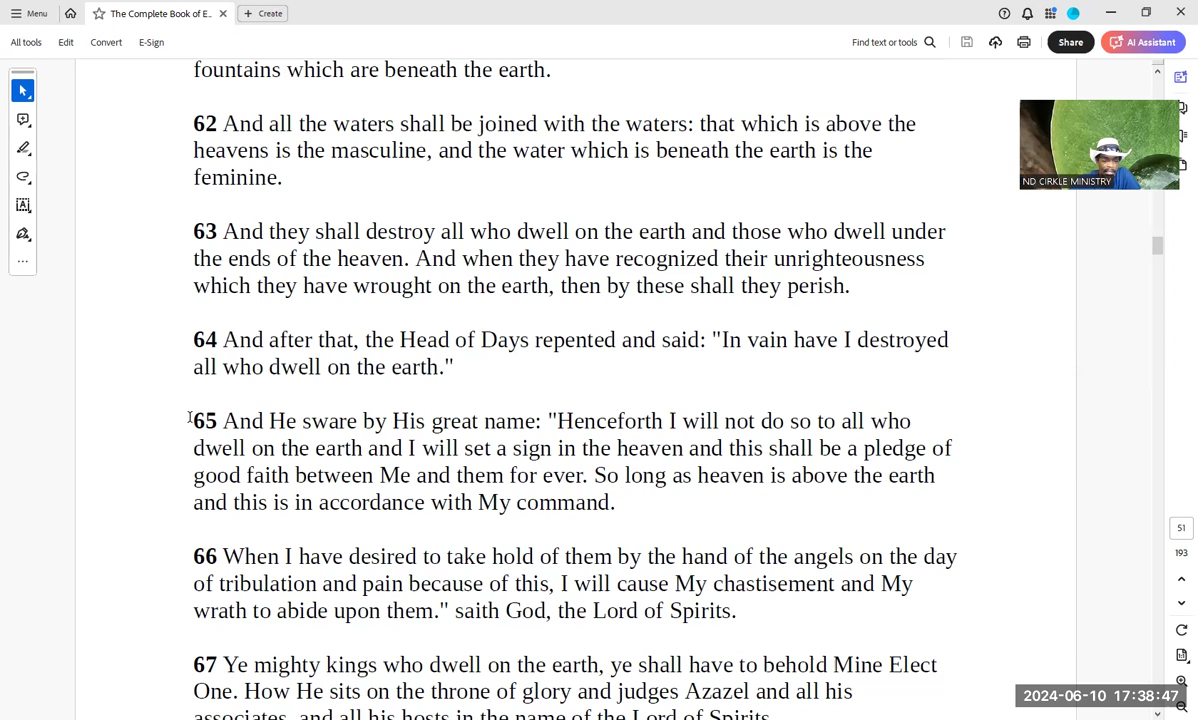 Menu
The Complete Book of E...
Create
All tools
Edit
Convert
E-Sign
Find text or tools
Share
AI Assistant
fountains which are beneath the earth.
62 And all the waters shall be joined with the waters: that which is above the
heavens is the masculine, and the water which is beneath the earth is the
feminine.
63 And they shall destroy all who dwell on the earth and those who dwell under
the ends of the heaven. And when they have recognized their unrighteousness
which they have wrought on the earth, then by these shall they perish.
64 And after that, the Head of Days repented and said: "In vain have I destroyed
all who dwell on the earth."
65 And He sware by His great name: "Henceforth I will not do so to all who
dwell on the earth and I will set a sign in the heaven and this shall be a pledge of
good faith between Me and them for ever. So long as heaven is above the earth
and this is in accordance with My command.
66 When I have desired to take hold of them by the hand of the angels on the day
of tribulation and pain because of this, I will cause My chastisement and My
wrath to abide upon them." saith God, the Lord of Spirits.
67 Ye mighty kings who dwell on the earth, ye shall have to behold Mine Elect
One. How He sits on the throne of glory and judges Azazel and all his
associates, and all his hosts in the name of the Lord of Spirits
ND CIRKLE MINISTRY
51
193
2024-06-10 17:38:47